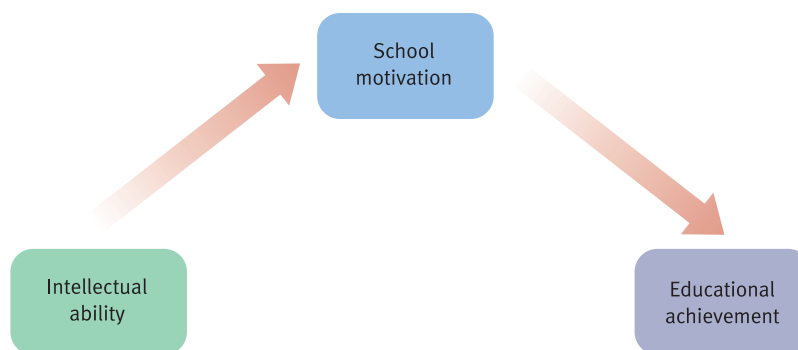 School
motivation
Intellectual
ability
Educational
achievement